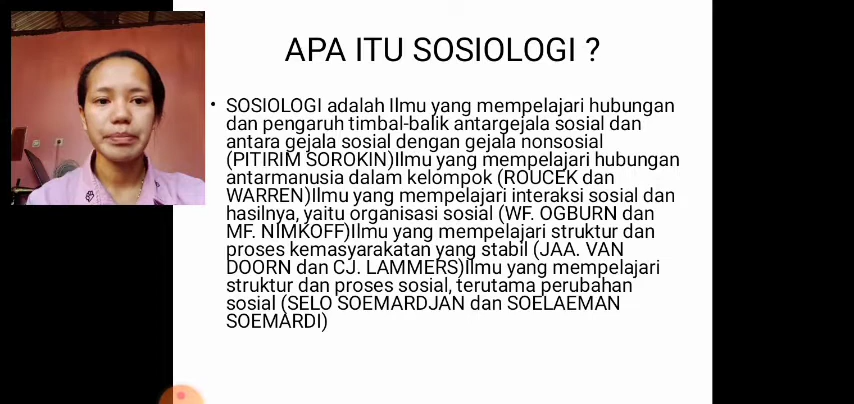 APA ITU SOSIOLOGI ?
• SOSIOLOGI adalah Ilmu yang mempelajari hubungan
dan pengaruh timbal-balik antargejala sosial dan
antara gejala sosial dengan gejala nonsosial
(PITIRIM SOROKIN)Ilmu yang mempelajari hubungan
antarmanusia dalam kelompok (ROUCEK dan
WARREN)Ilmu yang mempelajari interaksi sosial dan
hasilnya, yaitu organisasi sosial (WF. OGBURN dan
MF. NIMKOFF)Ilmu yang mempelajari struktur dan
proses kemasyarakatan yang stabil (JAA. VAN
DOORN dan CJ. LAMMERS)Ilmu yang mempelajari
struktur dan proses sosial, terutama perubahan
sosial (SELO SOEMARDJAN dan SOELAEMAN
SOEMARDI)